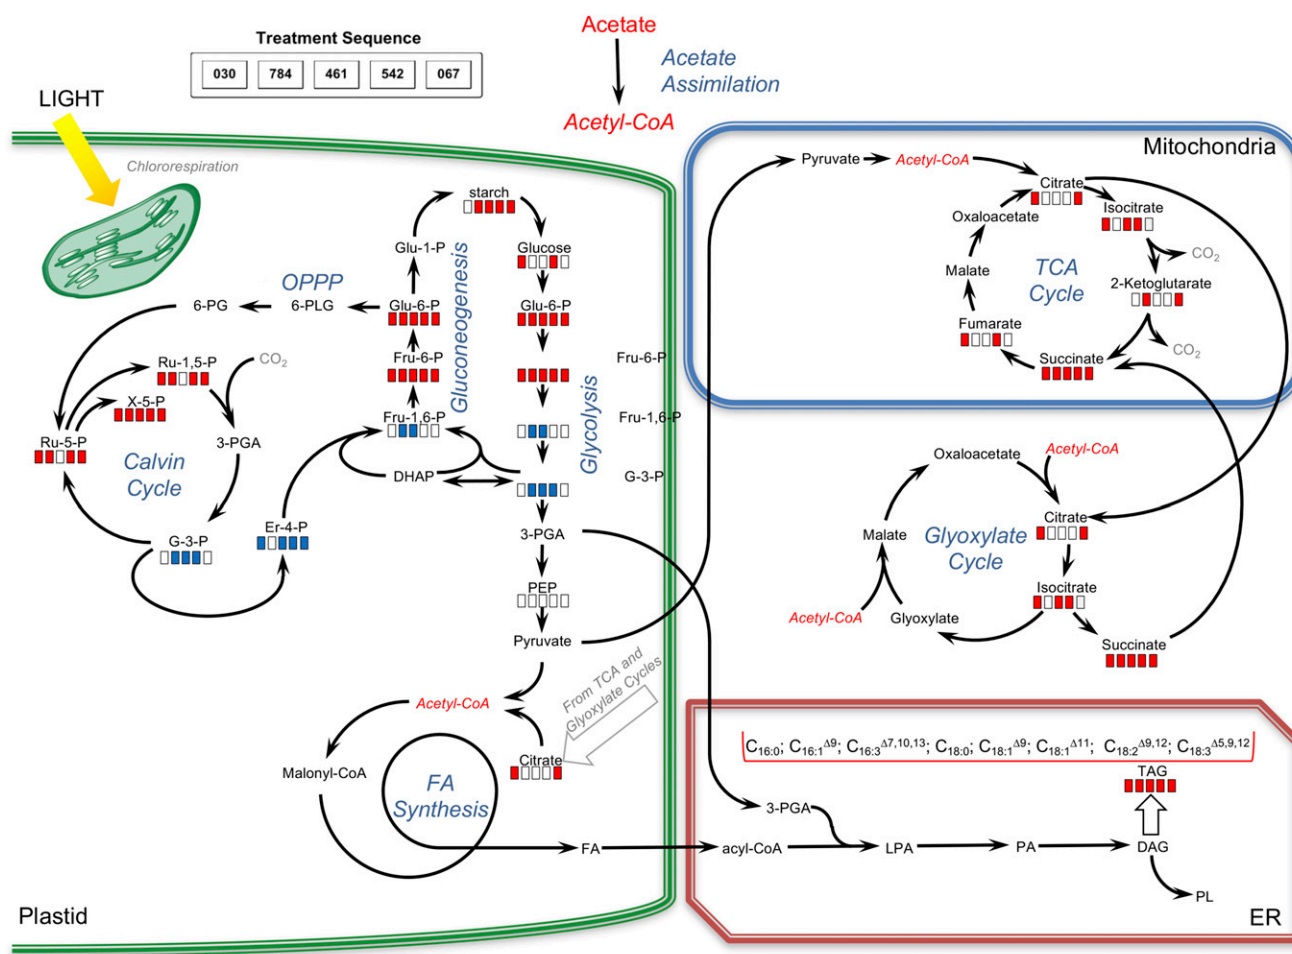 Acetate
Treatment Sequence
030 784 461 542 067
Acetate
Assimilation
LIGHT
Acetyl-CoA
Chlororespiration
Mitochondria
Pyruvate
Acetyl-CoA
Citrate
Isocitrate
Oxaloacetate
CO2
TCA
Cycle
Malate
2-Ketoglutarate
Fumarate
CO2
Succinate
starch
Glu-1-P
Glucose
Gluconeogenesis
OPPP
6-PG
6-PLG
Glu-6-P
Glu-6-P
Ru-1,5-P
CO2
Fru-6-P
Fru-6-P
X-5-P
Glycolysis
Fru-1,6-P
Fru-1,6-P
Ru-5-P
3-PGA
Calvin
Cycle
DHAP
G-3-P
Er-4-P
G-3-P
3-PGA
PEP
Pyruvate
Oxaloacetate
Acetyl-CoA
Citrate
Malate
Glyoxylate
Cycle
Isocitrate
Acetyl-CoA
Glyoxylate
Succinate
From TCA and
Glyoxylate Cycles
Acetyl-CoA
Malonyl-CoA
Citrate
FA
Synthesis
C16:0; C16:1Δ9; C16:3Δ7,10,13; C18:0; C18:1Δ9; C18:1Δ11; C18:2Δ9,12; C18:3Δ5,9,12
TAG
3-PGA
FA
acyl-CoA
LPA
PA
DAG
PL
Plastid
ER